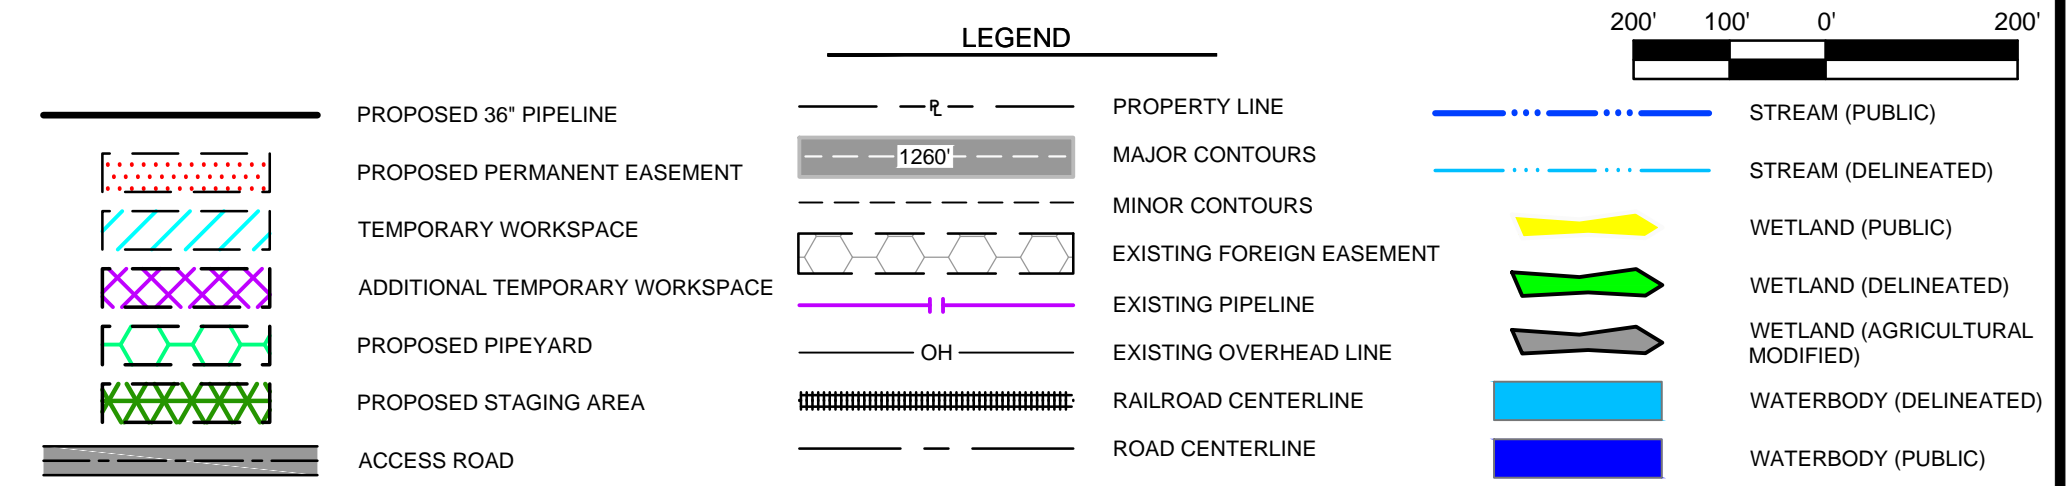 LEGEND
200' 100' 0' 200'
PROPOSED 36" PIPELINE
PROPOSED PERMANENT EASEMENT
TEMPORARY WORKSPACE
ADDITIONAL TEMPORARY WORKSPACE
PROPOSED PIPEYARD
PROPOSED STAGING AREA
ACCESS ROAD
PL PROPERTY LINE
1260' MAJOR CONTOURS
MINOR CONTOURS
EXISTING FOREIGN EASEMENT
EXISTING PIPELINE
OH EXISTING OVERHEAD LINE
RAILROAD CENTERLINE
ROAD CENTERLINE
STREAM (PUBLIC)
STREAM (DELINEATED)
WETLAND (PUBLIC)
WETLAND (DELINEATED)
WETLAND (AGRICULTURAL
MODIFIED)
WATERBODY (DELINEATED)
WATERBODY (PUBLIC)